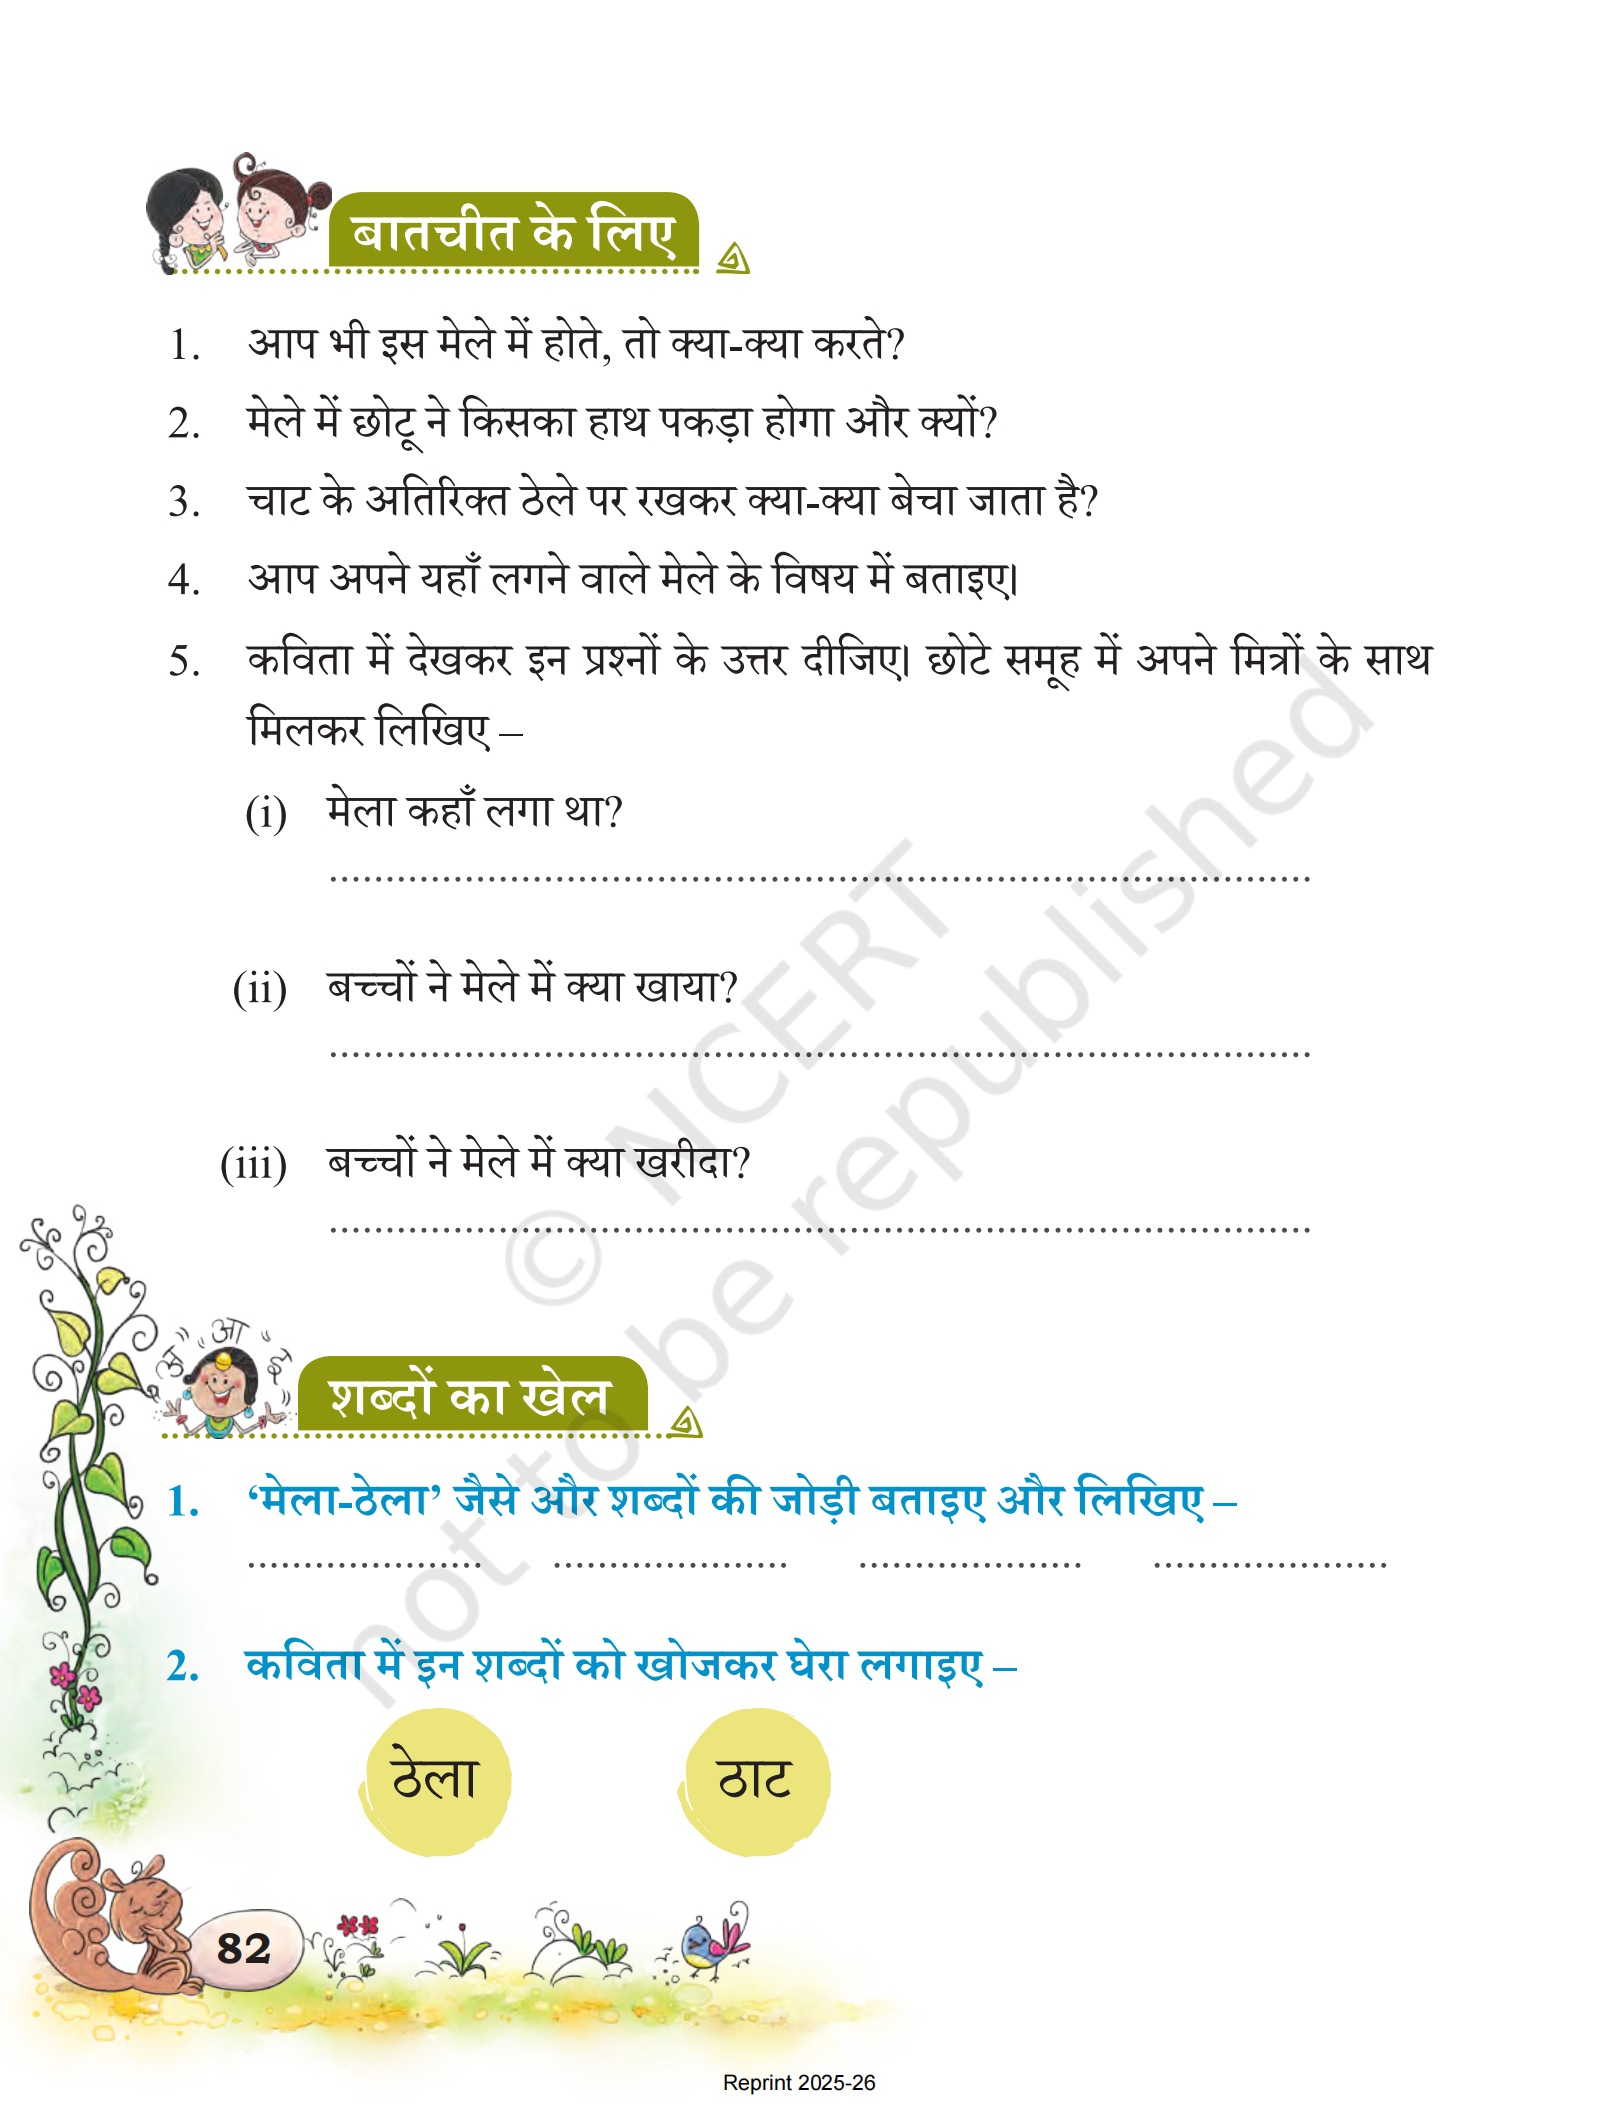 बातचीत के लिए
1. आप भी इस मेले में होते, तो क्या-क्या करते?
2. मेले में छोटू ने किसका हाथ पकड़ा होगा और क्यों?
3. चाट के अतिरिक्त ठेले पर रखकर क्या-क्या बेचा जाता है?
4. आप अपने यहाँ लगने वाले मेले के विषय में बताइए।
5. कविता में देखकर इन प्रश्नों के उत्तर दीजिए। छोटे समूह में अपने मित्रों के साथ
मिलकर लिखिए –
(i) मेला कहाँ लगा था?
(ii) बच्चों ने मेले में क्या खाया?
(iii) बच्चों ने मेले में क्या खरीदा?
© NCERT
not to be republished
अ आ इ
शब्दों का खेल
1. ‘मेला-ठेला’ जैसे और शब्दों की जोड़ी बताइए और लिखिए –
2. कविता में इन शब्दों को खोजकर घेरा लगाइए –
ठेला ठाट
82
Reprint 2025-26